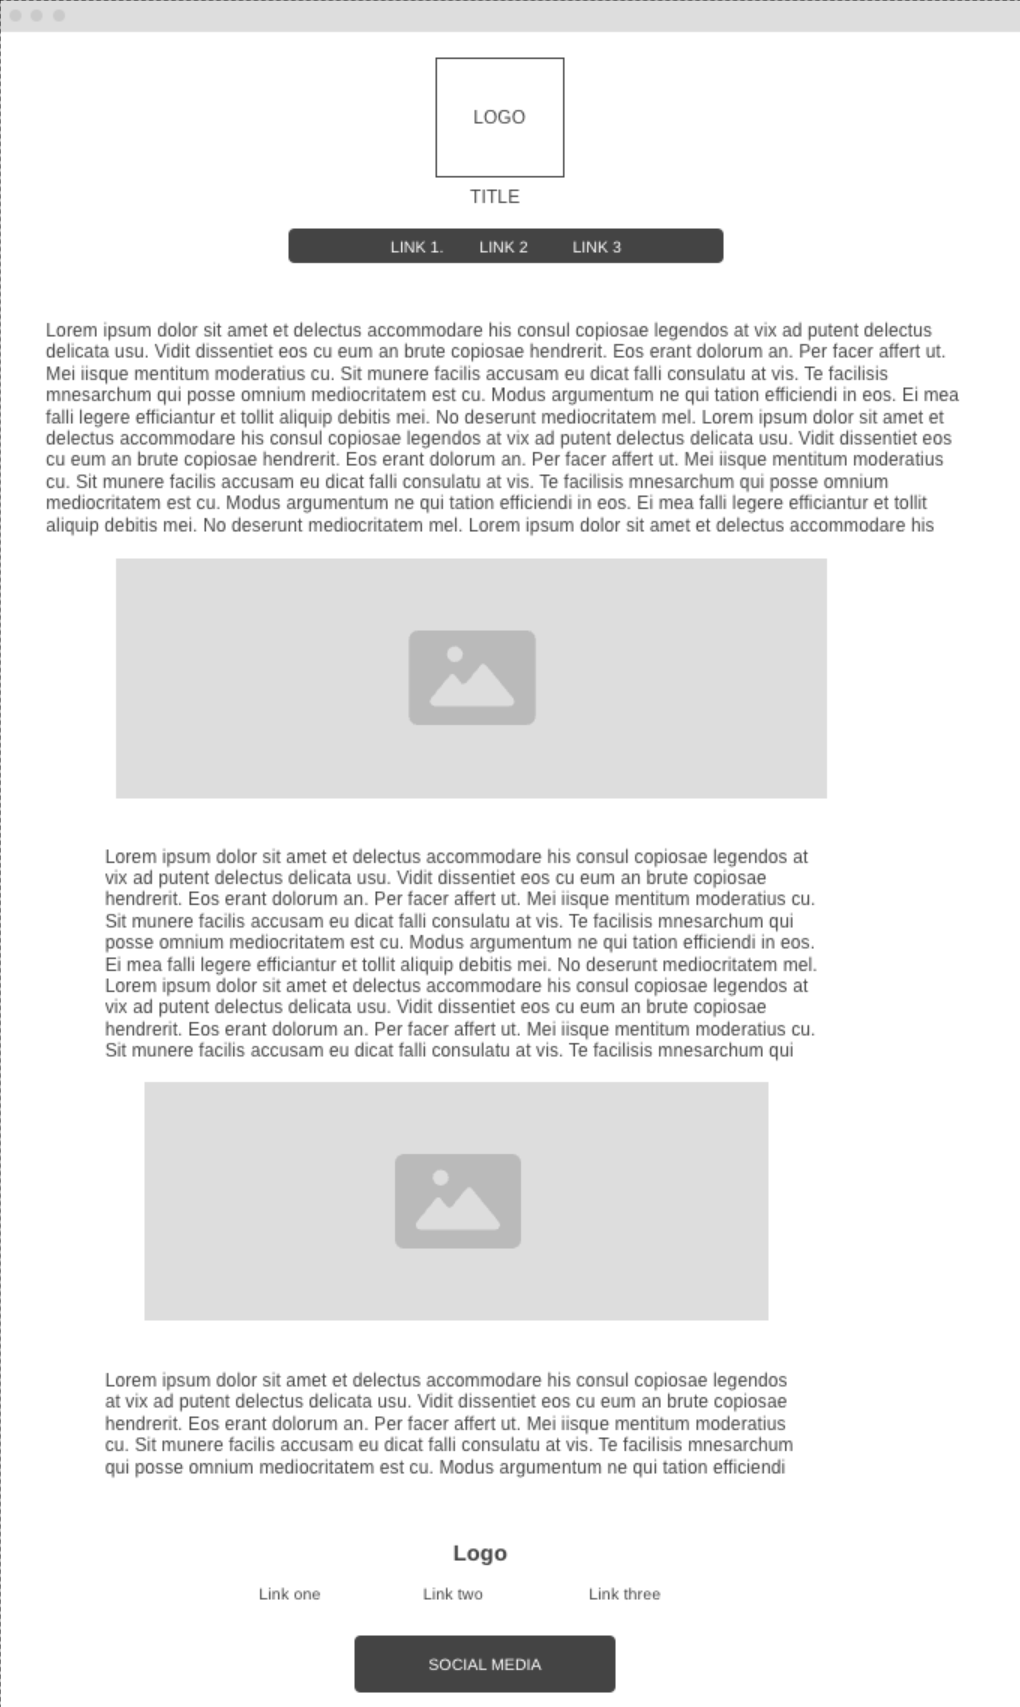 LOGO
TITLE
LINK 1. LINK 2 LINK 3
Lorem ipsum dolor sit amet et delectus accommodare his consul copiosae legendos at vix ad putent delectus
delicata usu. Vidit dissentiet eos cu eum an brute copiosae hendrerit. Eos erant dolorum an. Per facer affert ut.
Mei iisque mentitum moderatius cu. Sit munere facilis accusam eu dicat falli consulatu at vis. Te facilisis
mnesarchum qui posse omnium mediocritatem est cu. Modus argumentum ne qui tation efficiendi in eos. Ei mea
falli legere efficiantur et tollit aliquip debitis mei. No deserunt mediocritatem mel. Lorem ipsum dolor sit amet et
delectus accommodare his consul copiosae legendos at vix ad putent delectus delicata usu. Vidit dissentiet eos
cu eum an brute copiosae hendrerit. Eos erant dolorum an. Per facer affert ut. Mei iisque mentitum moderatius
cu. Sit munere facilis accusam eu dicat falli consulatu at vis. Te facilisis mnesarchum qui posse omnium
mediocritatem est cu. Modus argumentum ne qui tation efficiendi in eos. Ei mea falli legere efficiantur et tollit
aliquip debitis mei. No deserunt mediocritatem mel. Lorem ipsum dolor sit amet et delectus accommodare his
Lorem ipsum dolor sit amet et delectus accommodare his consul copiosae legendos at
vix ad putent delectus delicata usu. Vidit dissentiet eos cu eum an brute copiosae
hendrerit. Eos erant dolorum an. Per facer affert ut. Mei iisque mentitum moderatius cu.
Sit munere facilis accusam eu dicat falli consulatu at vis. Te facilisis mnesarchum qui
posse omnium mediocritatem est cu. Modus argumentum ne qui tation efficiendi in eos.
Ei mea falli legere efficiantur et tollit aliquip debitis mei. No deserunt mediocritatem mel.
Lorem ipsum dolor sit amet et delectus accommodare his consul copiosae legendos at
vix ad putent delectus delicata usu. Vidit dissentiet eos cu eum an brute copiosae
hendrerit. Eos erant dolorum an. Per facer affert ut. Mei iisque mentitum moderatius cu.
Sit munere facilis accusam eu dicat falli consulatu at vis. Te facilisis mnesarchum qui
Lorem ipsum dolor sit amet et delectus accommodare his consul copiosae legendos
at vix ad putent delectus delicata usu. Vidit dissentiet eos cu eum an brute copiosae
hendrerit. Eos erant dolorum an. Per facer affert ut. Mei iisque mentitum moderatius
cu. Sit munere facilis accusam eu dicat falli consulatu at vis. Te facilisis mnesarchum
qui posse omnium mediocritatem est cu. Modus argumentum ne qui tation efficiendi
Logo
Link one Link two Link three
SOCIAL MEDIA